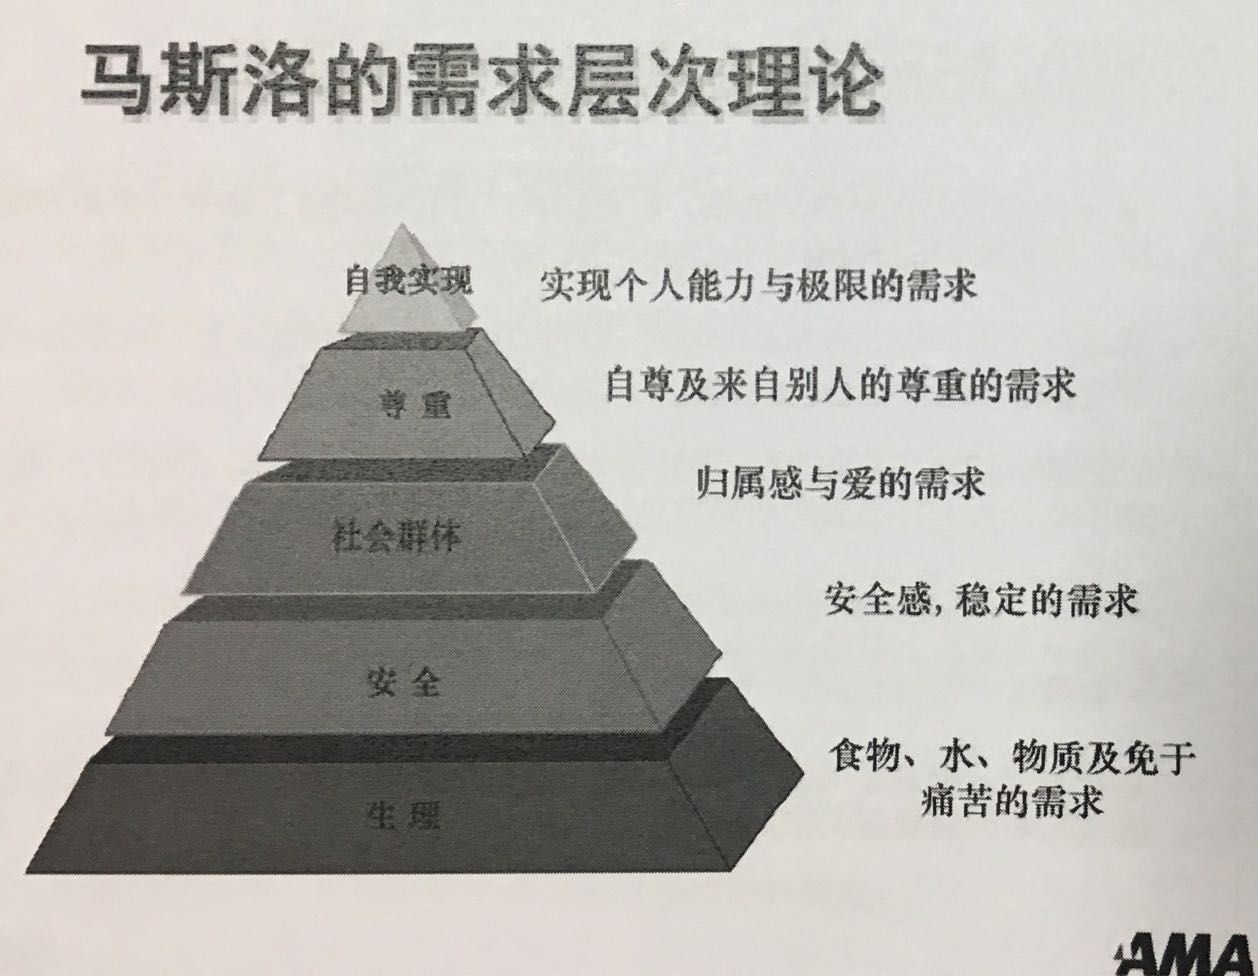 马斯洛的需求层次理论
自我实现
实现个人能力与极限的需求
尊重
自尊及来自别人的尊重的需求
社会群体
归属感与爱的需求
安全
安全感,稳定的需求
生理
食物、水、物质及免于
痛苦的需求
AMA